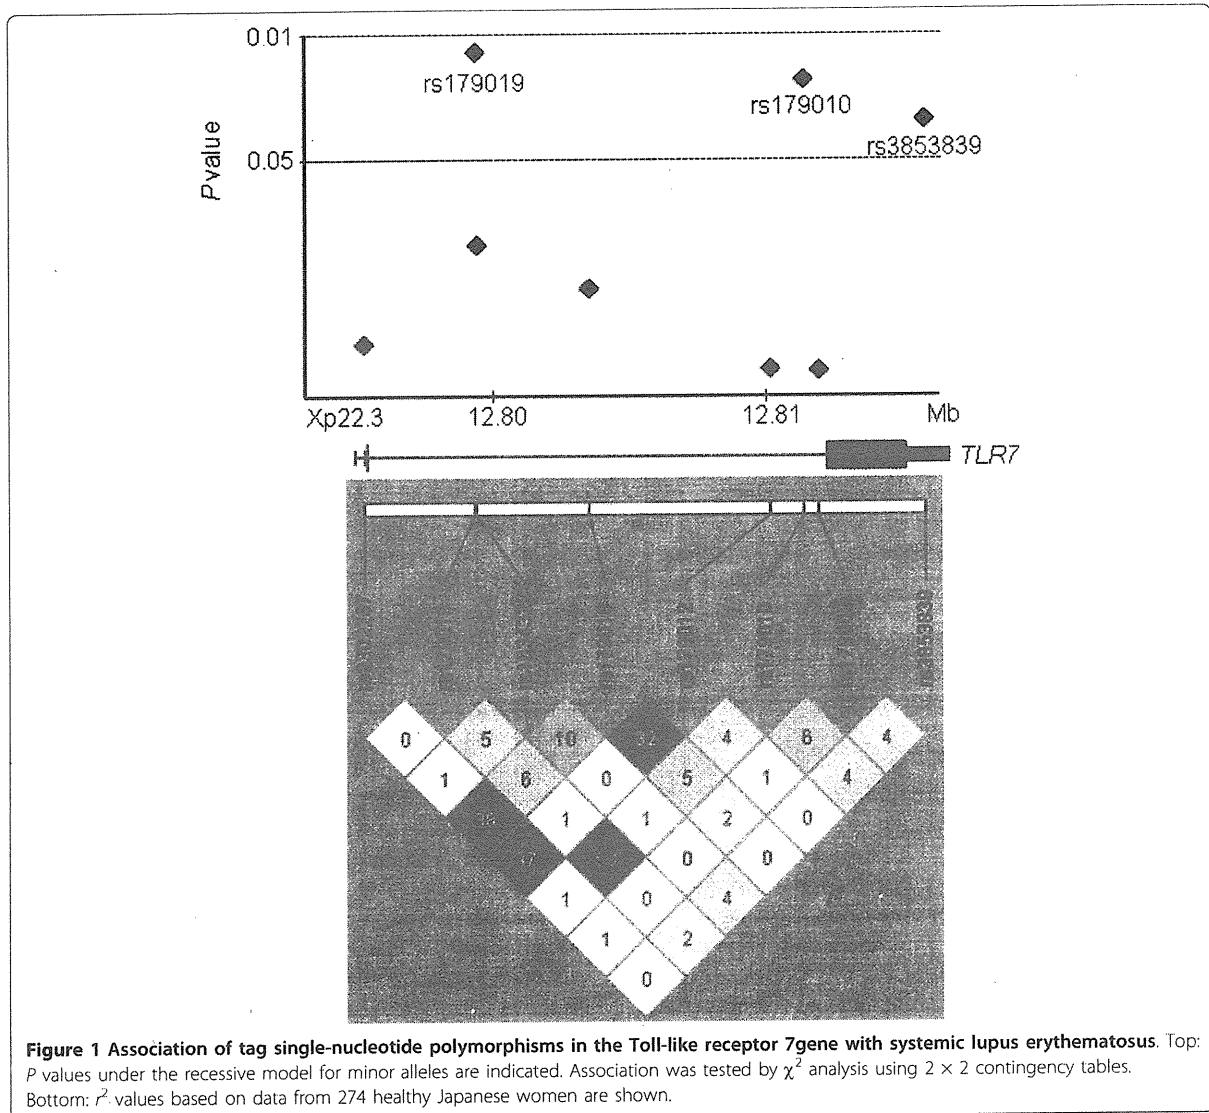 0.01
rs179019
rs179010
rs3853839
0.05
P value
Xp22.3 12.80 12.81 Mb
TLR7
rs3853839
0 5 10 4 6 4
1 6 0 5 1 4
1 1 2 0
0 0
1 0 4
1 2
0
Figure 1 Association of tag single-nucleotide polymorphisms in the Toll-like receptor 7gene with systemic lupus erythematosus. Top:
P values under the recessive model for minor alleles are indicated. Association was tested by χ² analysis using 2 × 2 contingency tables.
Bottom: r² values based on data from 274 healthy Japanese women are shown.